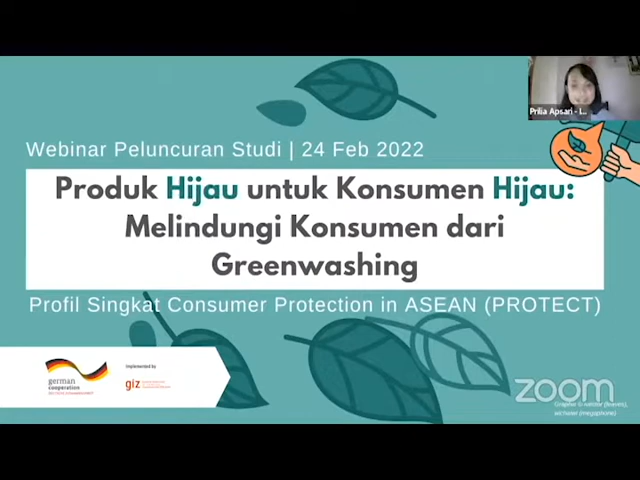 Prilia Apsari - I...
Webinar Peluncuran Studi | 24 Feb 2022
Produk Hijau untuk Konsumen Hijau:
Melindungi Konsumen dari
Greenwashing
Profil Singkat Consumer Protection in ASEAN (PROTECT)
german
cooperation
Implemented by
giz
zoom